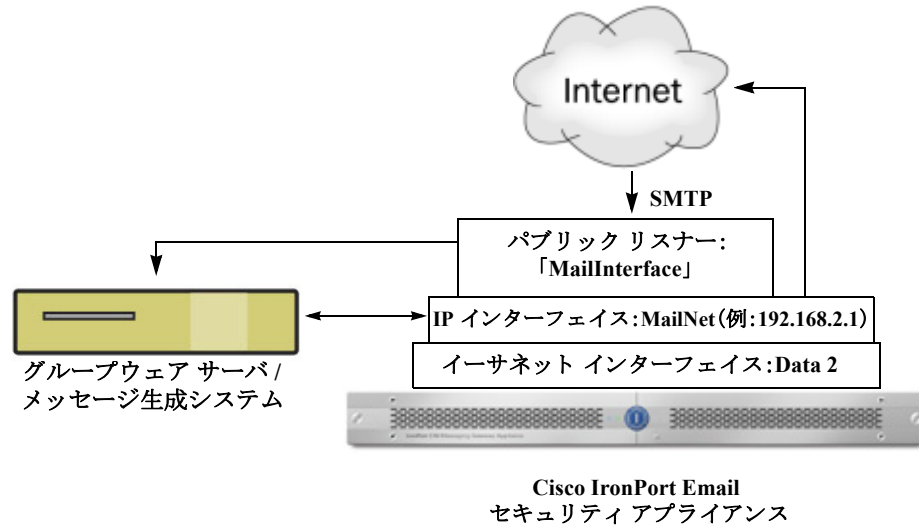 Internet
SMTP
パブリック リスナー:
「MailInterface」
IP インターフェイス:MailNet(例:192.168.2.1)
イーサネット インターフェイス:Data 2
グループウェア サーバ /
メッセージ生成システム
Cisco IronPort Email
セキュリティ アプライアンス